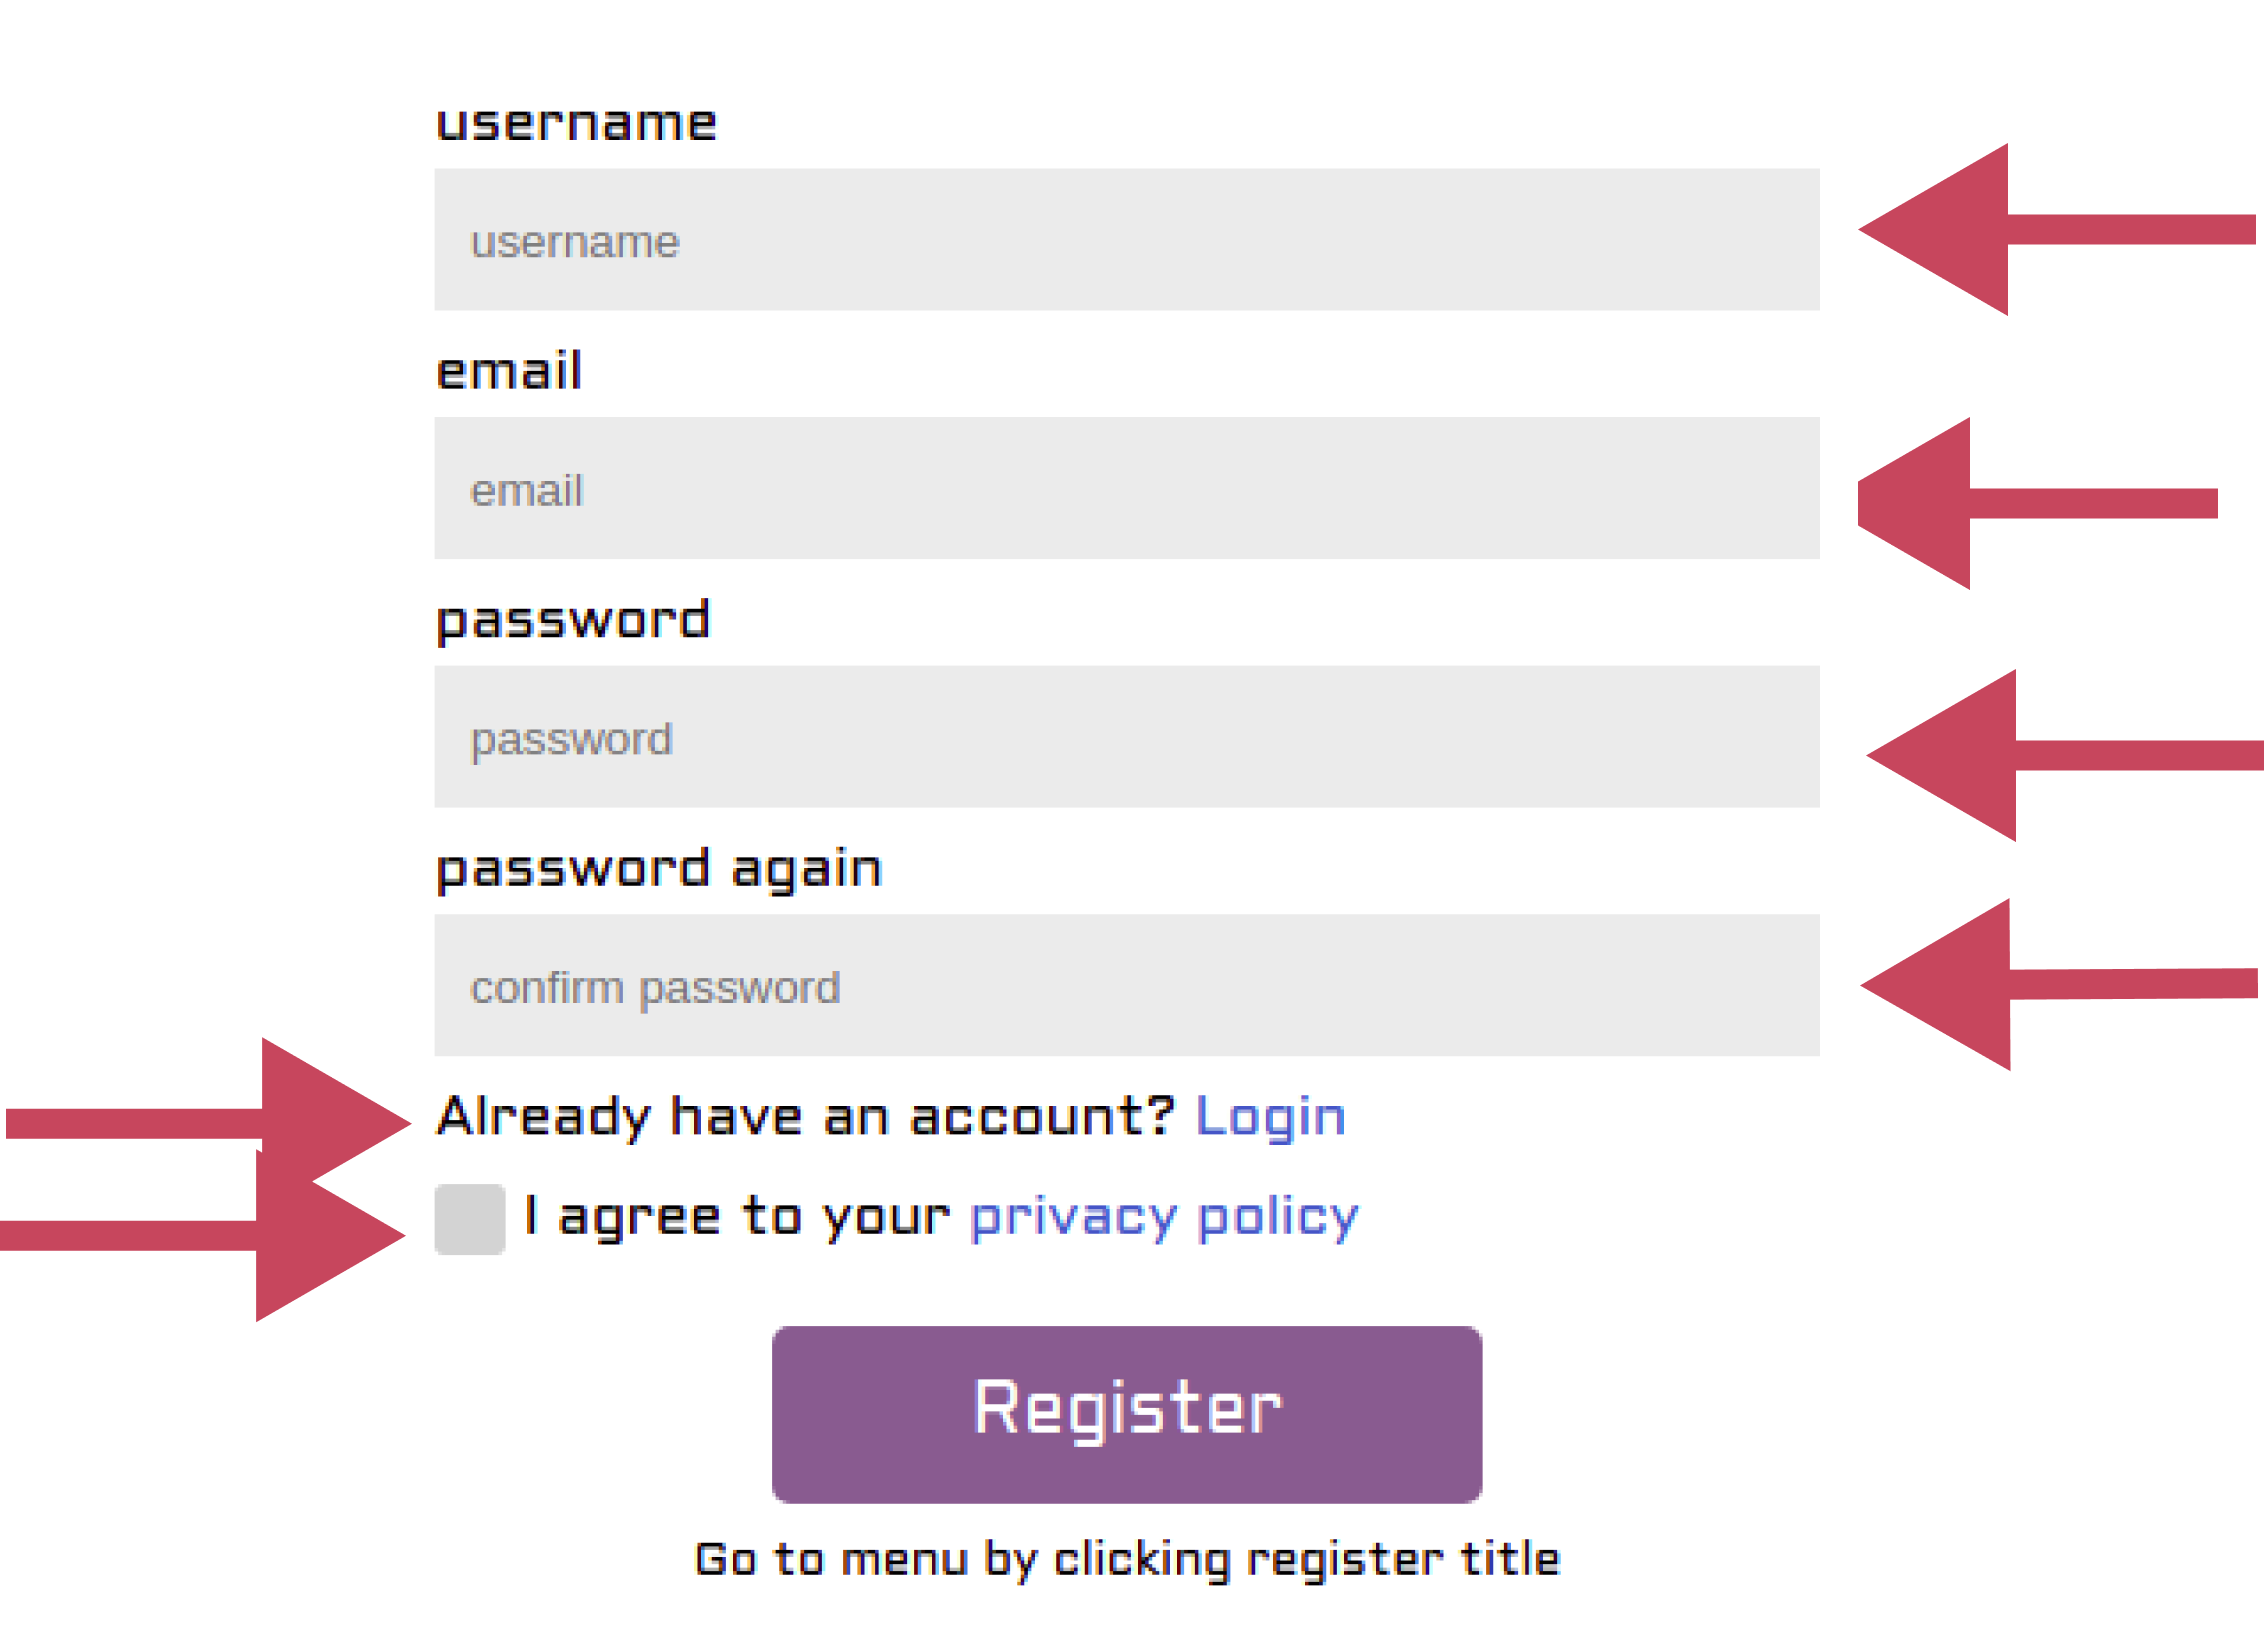 username
username
email
email
password
password
password again
confirm password
Already have an account? Login
I agree to your privacy policy
Register
Go to menu by clicking register title